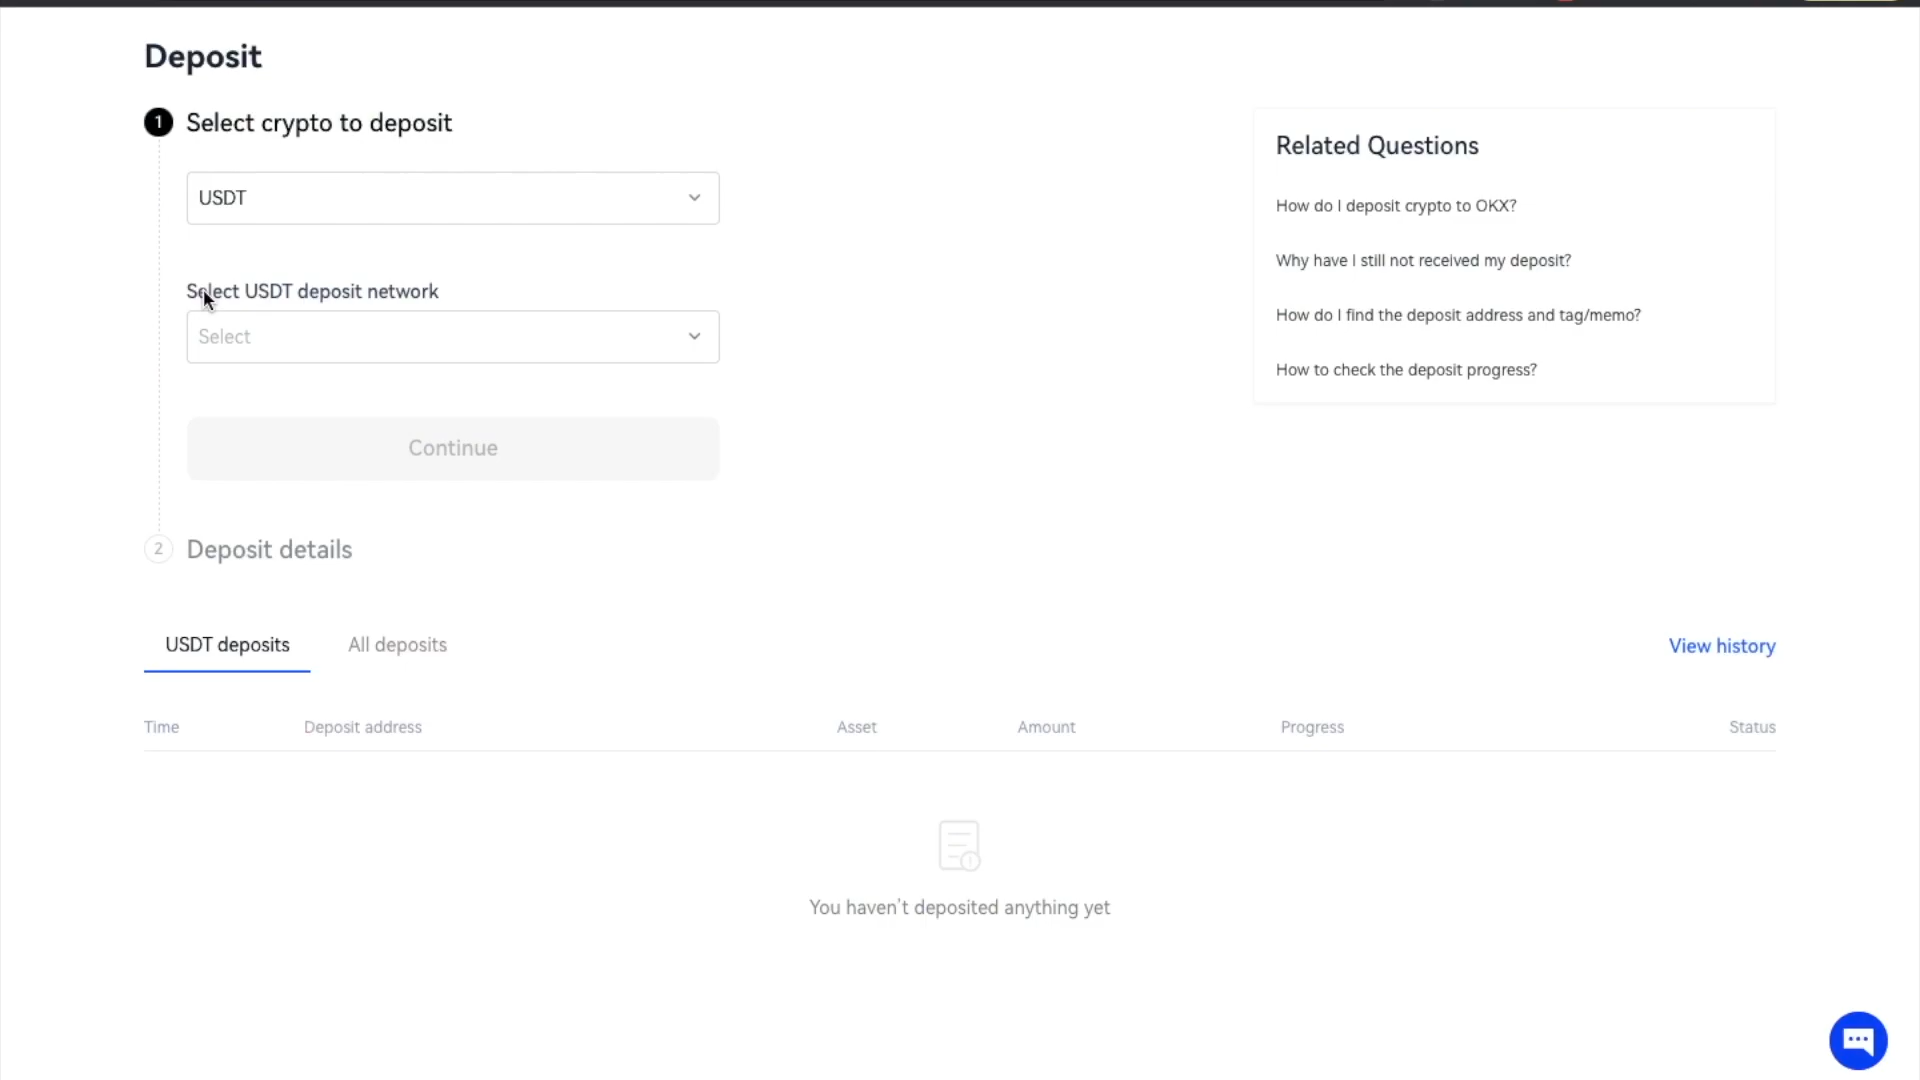 Deposit
1 Select crypto to deposit
USDT
Select USDT deposit network
Select
Continue
2 Deposit details
Related Questions
How do I deposit crypto to OKX?
Why have I still not received my deposit?
How do I find the deposit address and tag/memo?
How to check the deposit progress?
USDT deposits All deposits View history
Time Deposit address Asset Amount Progress Status
You haven't deposited anything yet